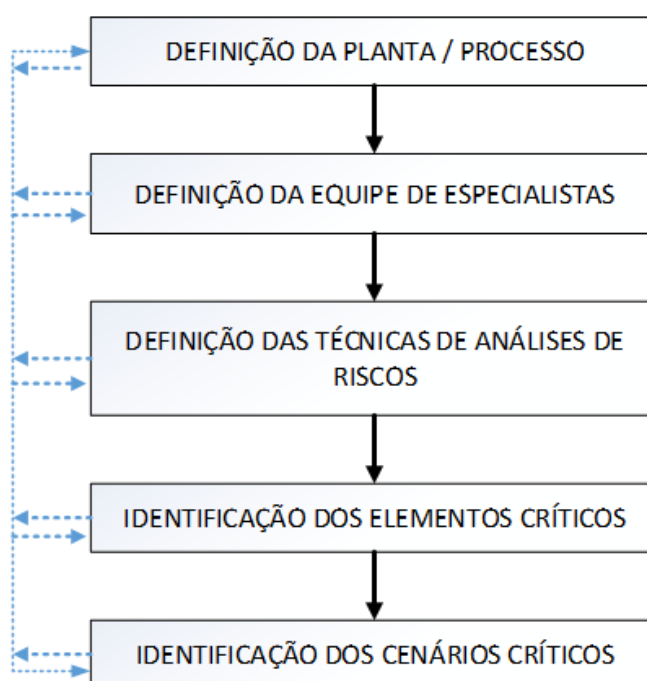 DEFINIÇÃO DA PLANTA / PROCESSO
DEFINIÇÃO DA EQUIPE DE ESPECIALISTAS
DEFINIÇÃO DAS TÉCNICAS DE ANÁLISES DE
RISCOS
IDENTIFICAÇÃO DOS ELEMENTOS CRÍTICOS
IDENTIFICAÇÃO DOS CENÁRIOS CRÍTICOS